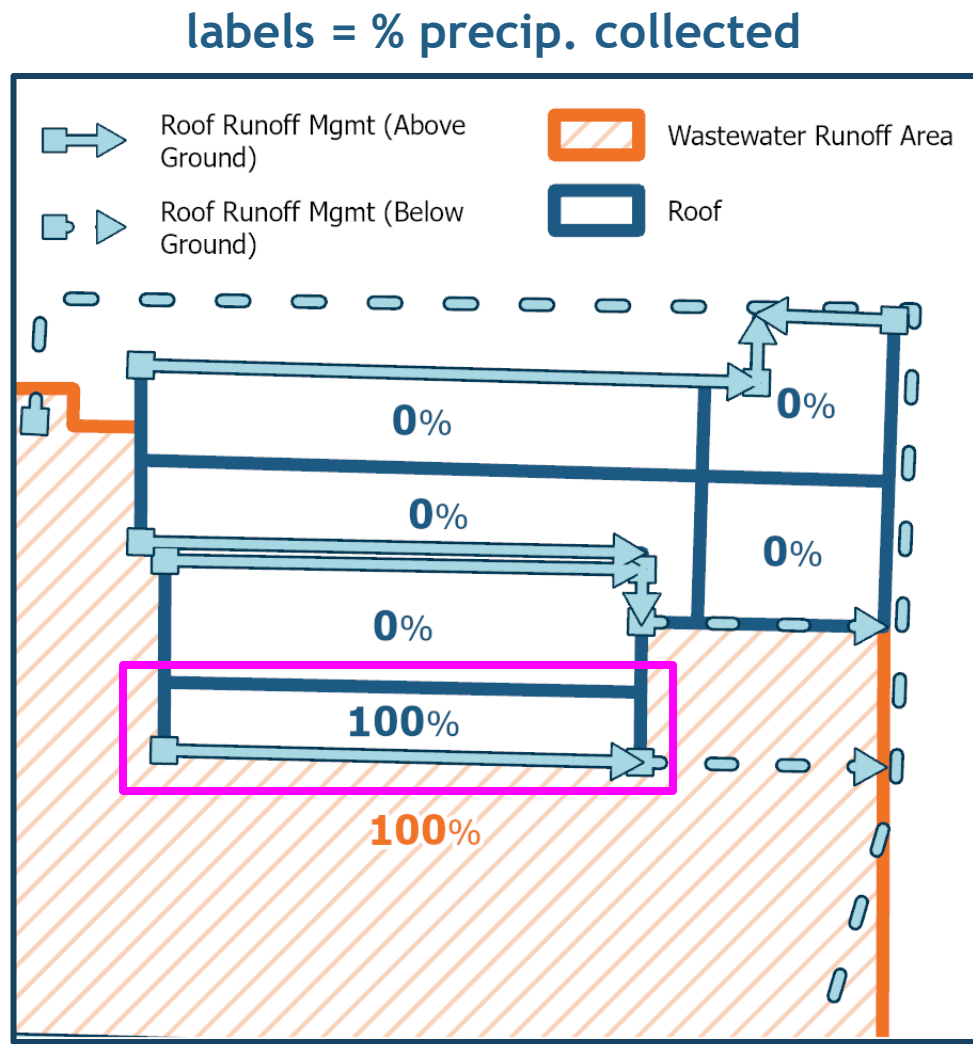 labels = % precip. collected
Roof Runoff Mgmt (Above
Ground)
Wastewater Runoff Area
Roof Runoff Mgmt (Below
Ground)
Roof
0%
0%
0%
0%
0%
100%
100%